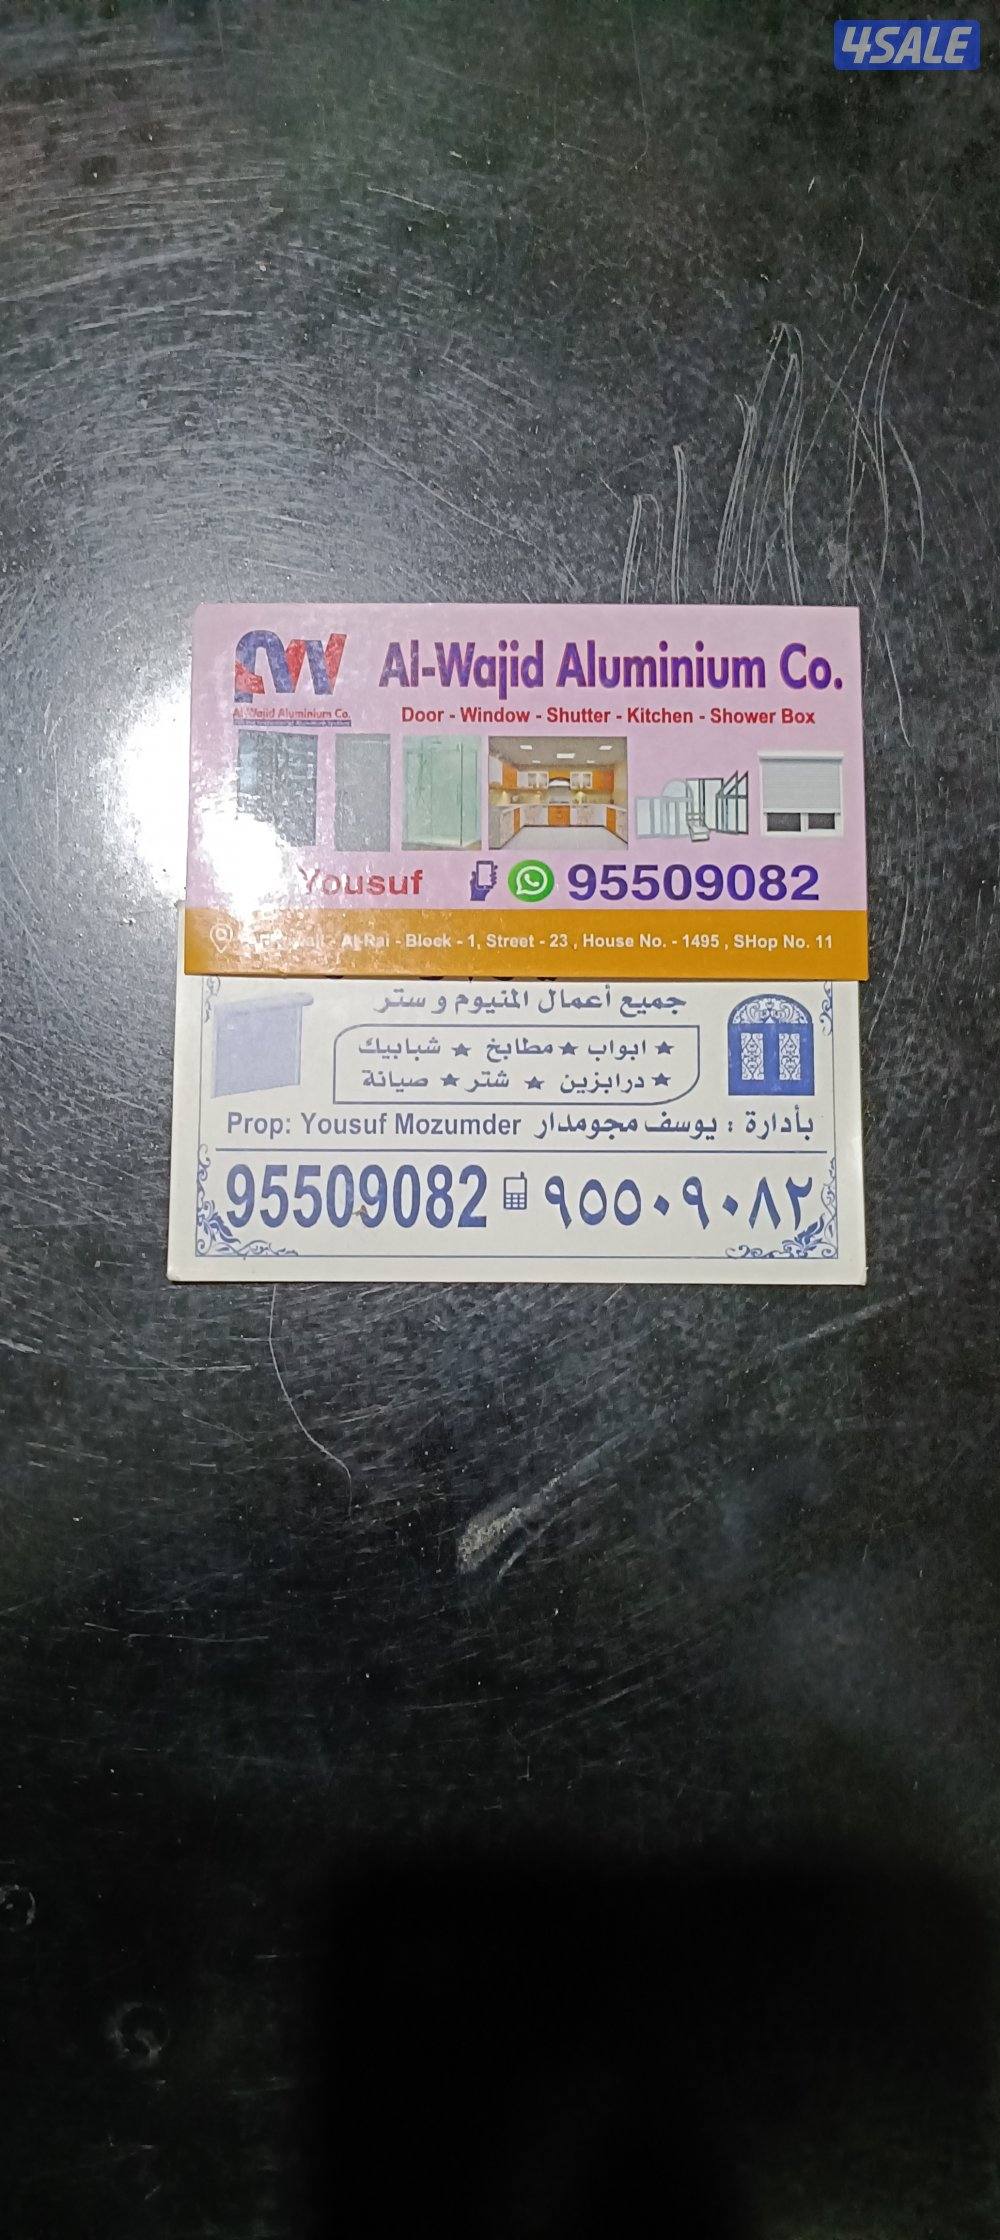 4SALE
Al-Wajid Aluminium Co.
Al-Wajid Aluminium Co.
Door - Window - Shutter - Kitchen - Shower Box
Yousuf 95509082
Al-Rai - Block - 1, Street - 23 , House No. - 1495 , SHop No. 11
جميع أعمال المنيوم و ستر
★ ابواب ★ مطابخ ★ شبابيك
★ درابزين ★ شتر ★ صيانة
بأدارة : يوسف مجومدار Prop: Yousuf Mozumder
95509082 ٩٥٥٠٩٠٨٢